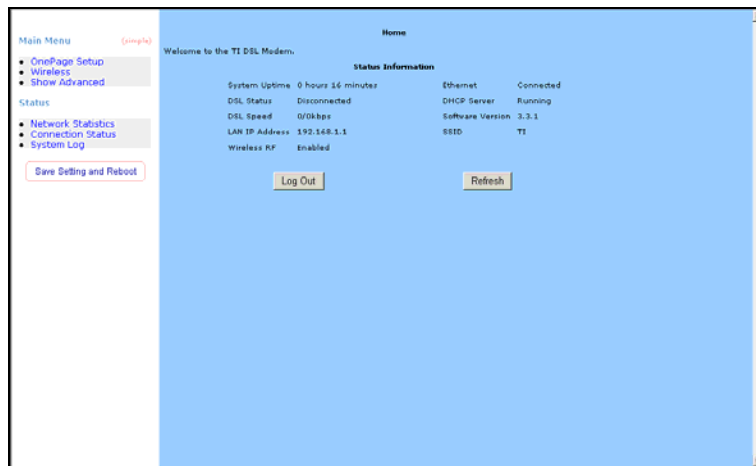 Main Menu (simple)
OnePage Setup
Wireless
Show Advanced
Status
Network Statistics
Connection Status
System Log
Save Setting and Reboot
Home
Welcome to the TI DSL Modem.
Status Information
System Uptime 0 hours 16 minutes Ethernet Connected
DSL Status Disconnected DHCP Server Running
DSL Speed 0/0kbps Software Version 3.3.1
LAN IP Address 192.168.1.1 SSID TI
Wireless RF Enabled
Log Out Refresh